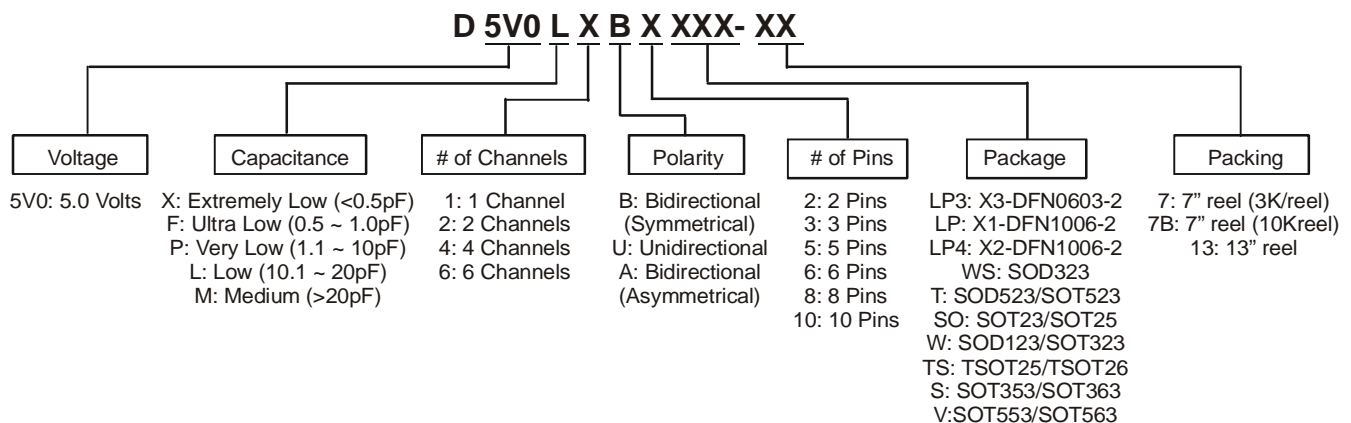 D 5V0 L X B X XXX- XX
Voltage
5V0: 5.0 Volts
Capacitance
X: Extremely Low (<0.5pF)
F: Ultra Low (0.5 ~ 1.0pF)
P: Very Low (1.1 ~ 10pF)
L: Low (10.1 ~ 20pF)
M: Medium (>20pF)
# of Channels
1: 1 Channel
2: 2 Channels
4: 4 Channels
6: 6 Channels
Polarity
B: Bidirectional
(Symmetrical)
U: Unidirectional
A: Bidirectional
(Asymmetrical)
# of Pins
2: 2 Pins
3: 3 Pins
5: 5 Pins
6: 6 Pins
8: 8 Pins
10: 10 Pins
Package
LP3: X3-DFN0603-2
LP: X1-DFN1006-2
LP4: X2-DFN1006-2
WS: SOD323
T: SOD523/SOT523
SO: SOT23/SOT25
W: SOD123/SOT323
TS: TSOT25/TSOT26
S: SOT353/SOT363
V:SOT553/SOT563
Packing
7: 7” reel (3K/reel)
7B: 7” reel (10Kreel)
13: 13” reel